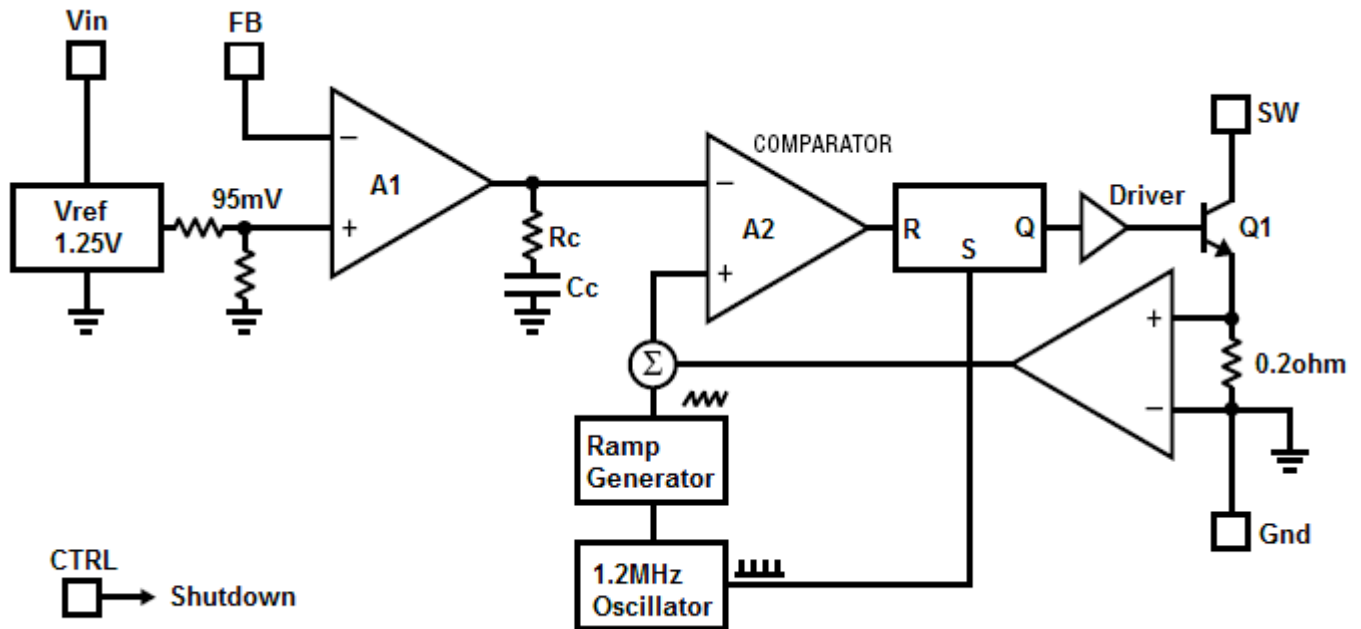 Vin
FB
SW
COMPARATOR
−
A1
+
95mV
Vref
1.25V
−
A2
+
Driver
R
Q
S
Q1
Rc
Cc
Σ
+
−
0.2ohm
Ramp
Generator
Gnd
CTRL
Shutdown
1.2MHz
Oscillator